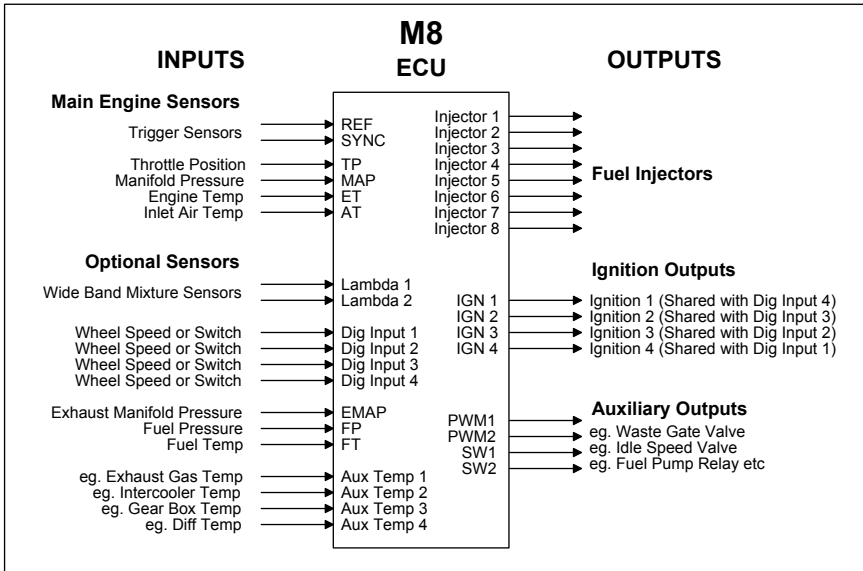 M8
ECU
INPUTS
OUTPUTS
Main Engine Sensors
Trigger Sensors
REF
SYNC
Throttle Position
TP
Manifold Pressure
MAP
Engine Temp
ET
Inlet Air Temp
AT
Optional Sensors
Wide Band Mixture Sensors
Lambda 1
Lambda 2
Wheel Speed or Switch
Dig Input 1
Wheel Speed or Switch
Dig Input 2
Wheel Speed or Switch
Dig Input 3
Wheel Speed or Switch
Dig Input 4
Exhaust Manifold Pressure
EMAP
Fuel Pressure
FP
Fuel Temp
FT
eg. Exhaust Gas Temp
Aux Temp 1
eg. Intercooler Temp
Aux Temp 2
eg. Gear Box Temp
Aux Temp 3
eg. Diff Temp
Aux Temp 4
Injector 1
Injector 2
Injector 3
Injector 4
Injector 5
Injector 6
Injector 7
Injector 8
Fuel Injectors
Ignition Outputs
IGN 1
Ignition 1 (Shared with Dig Input 4)
IGN 2
Ignition 2 (Shared with Dig Input 3)
IGN 3
Ignition 3 (Shared with Dig Input 2)
IGN 4
Ignition 4 (Shared with Dig Input 1)
Auxiliary Outputs
PWM1
PWM2
SW1
SW2
eg. Waste Gate Valve
eg. Idle Speed Valve
eg. Fuel Pump Relay etc